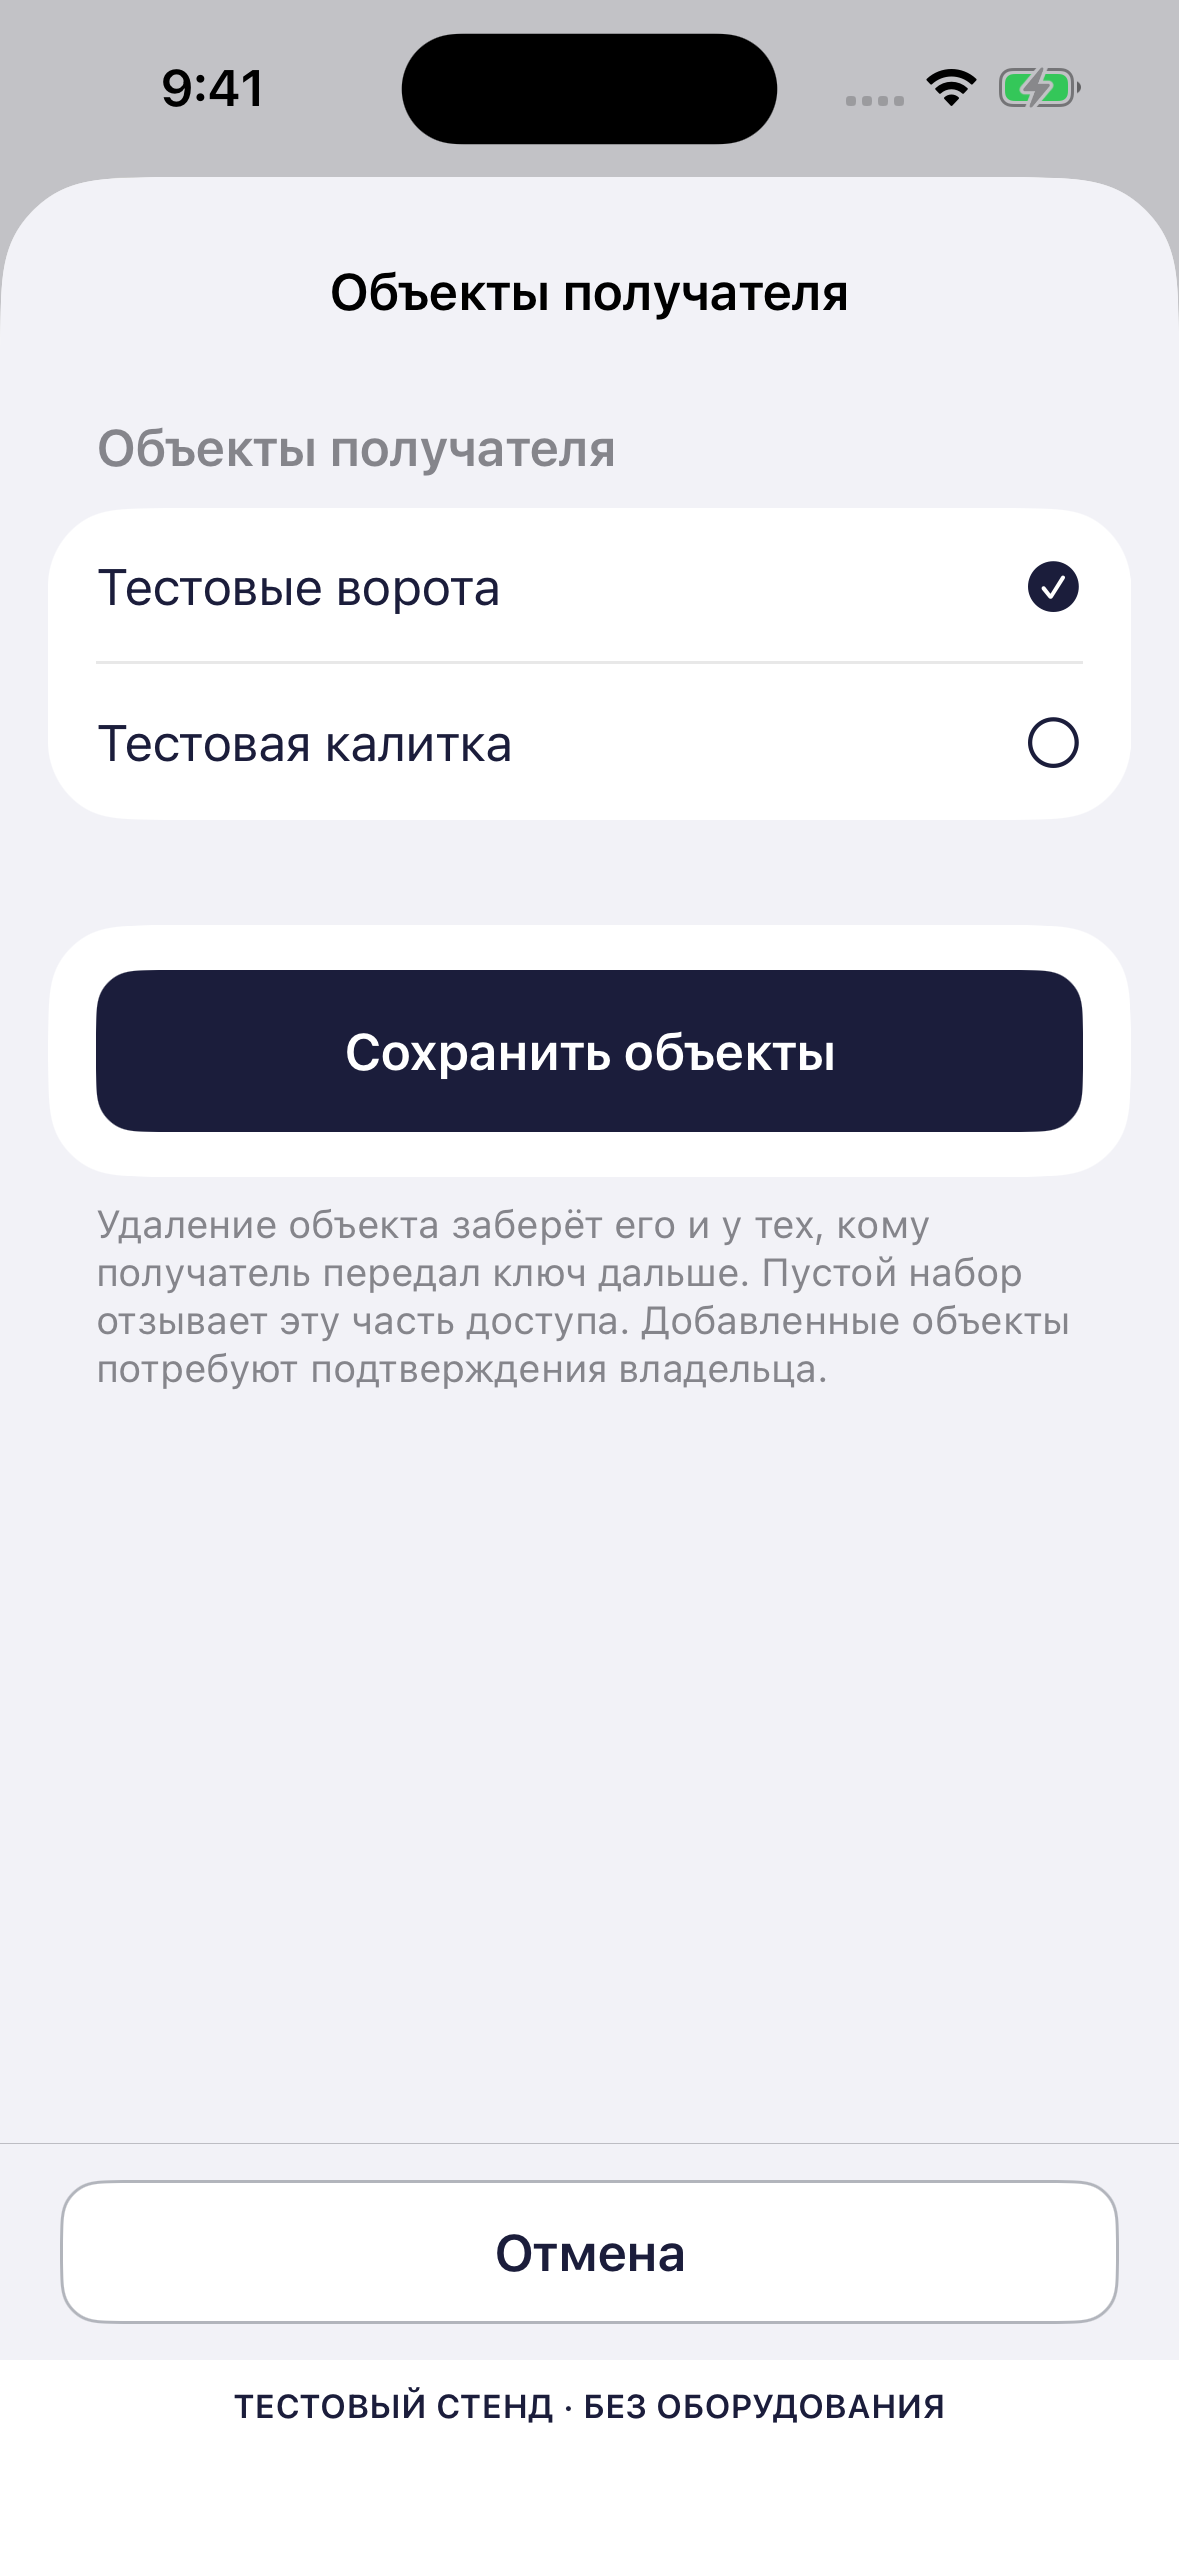 9:41
Объекты получателя
Объекты получателя
Тестовые ворота
Тестовая калитка
Сохранить объекты
Удаление объекта заберёт его и у тех, кому
получатель передал ключ дальше. Пустой набор
отзывает эту часть доступа. Добавленные объекты
потребуют подтверждения владельца.
Отмена
ТЕСТОВЫЙ СТЕНД · БЕЗ ОБОРУДОВАНИЯ